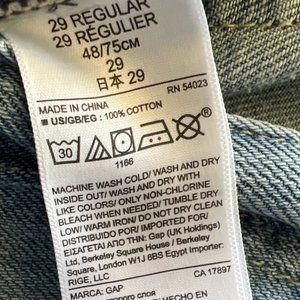 29 REGULAR
29 RÉGULIER
48/75CM
29
日本 29
RN 54023
MADE IN CHINA
■ US/GB/EG : 100% COTTON
30
1166
MACHINE WASH COLD/ WASH AND DRY
INSIDE OUT/ WASH AND DRY WITH
LIKE COLORS/ ONLY NON-CHLORINE
BLEACH WHEN NEEDED/ TUMBLE DRY
LOW/ WARM IRON/ DO NOT DRY CLEAN
DISTRIBUIDO POR/IMPORTED FOR/
ΕΙΣΑΓΕΤΑΙ ΑΠΟ ΤΗΝ: Gap (UK Holdings)
Ltd, Berkeley Square House / Berkeley
Square, London W1J 6BS Egypt Importer:
RIGE, LLC
CA 17897
MARCA: GAP